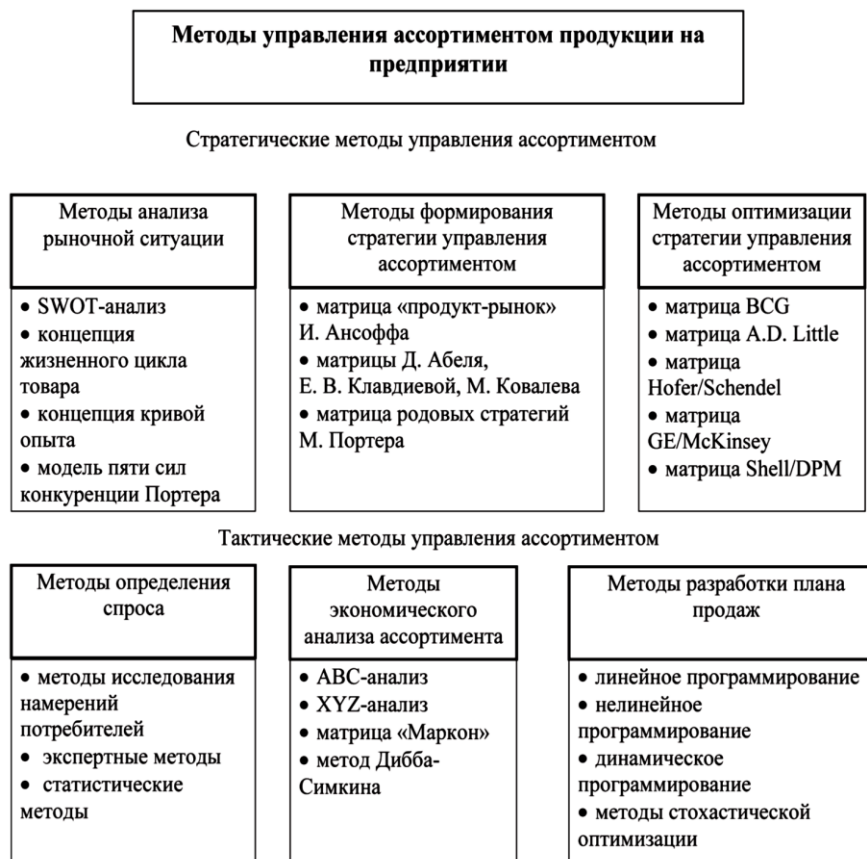 Методы управления ассортиментом продукции на
предприятии
Стратегические методы управления ассортиментом
Методы анализа
рыночной ситуации
• SWOT-анализ
• концепция
жизненного цикла
товара
• концепция кривой
опыта
• модель пяти сил
конкуренции Портера
Методы формирования
стратегии управления
ассортиментом
• матрица «продукт-рынок»
И. Ансоффа
• матрицы Д. Абеля,
Е. В. Клавдиевой, М. Ковалева
• матрица родовых стратегий
М. Портера
Методы оптимизации
стратегии управления
ассортиментом
• матрица BCG
• матрица A.D. Little
• матрица
Hofer/Schendel
• матрица
GE/McKinsey
• матрица Shell/DPM
Тактические методы управления ассортиментом
Методы определения
спроса
• методы исследования
намерений
потребителей
• экспертные методы
• статистические
методы
Методы
экономического
анализа ассортимента
• ABC-анализ
• XYZ-анализ
• матрица «Маркон»
• метод Дибба-
Симкина
Методы разработки плана
продаж
• линейное программирование
• нелинейное
программирование
• динамическое
программирование
• методы стохастической
оптимизации